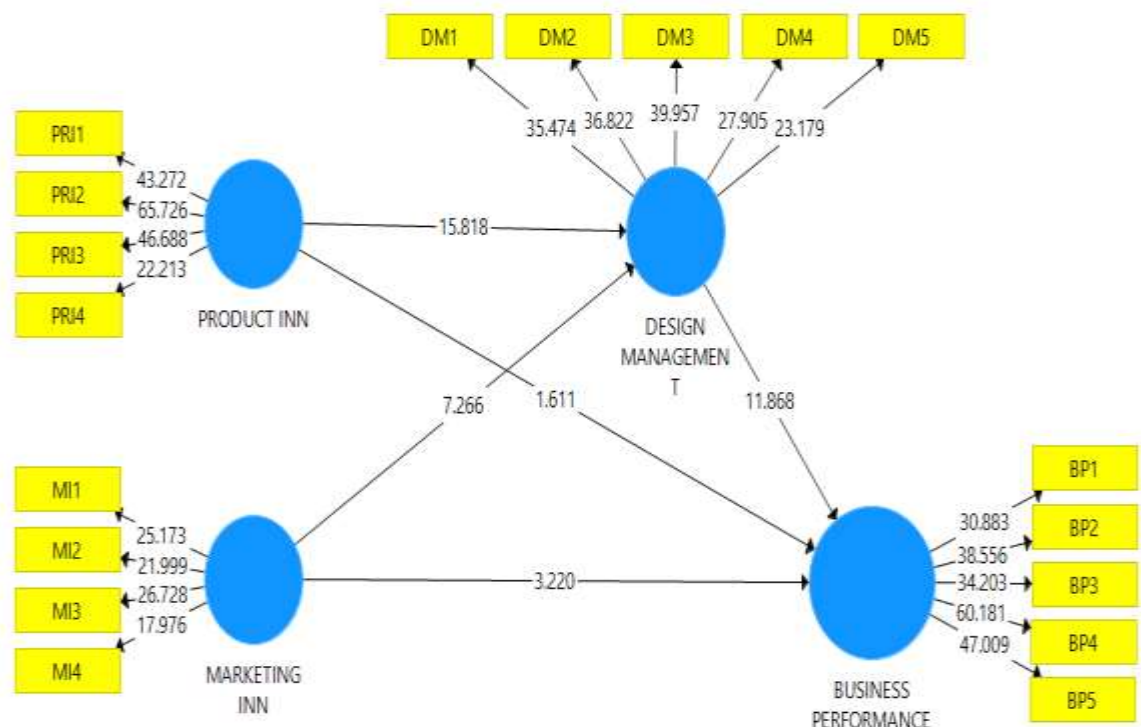 DM1
DM2
DM3
DM4
DM5
35.474
36.822
39.957
27.905
23.179
PRI1
PRI2
PRI3
PRI4
43.272
65.726
46.688
22.213
PRODUCT INN
15.818
DESIGN
MANAGEMEN
T
7.266
1.611
11.868
MI1
MI2
MI3
MI4
25.173
21.999
26.728
17.976
MARKETING
INN
3.220
BP1
BP2
BP3
BP4
BP5
30.883
38.556
34.203
60.181
47.009
BUSINESS
PERFORMANCE